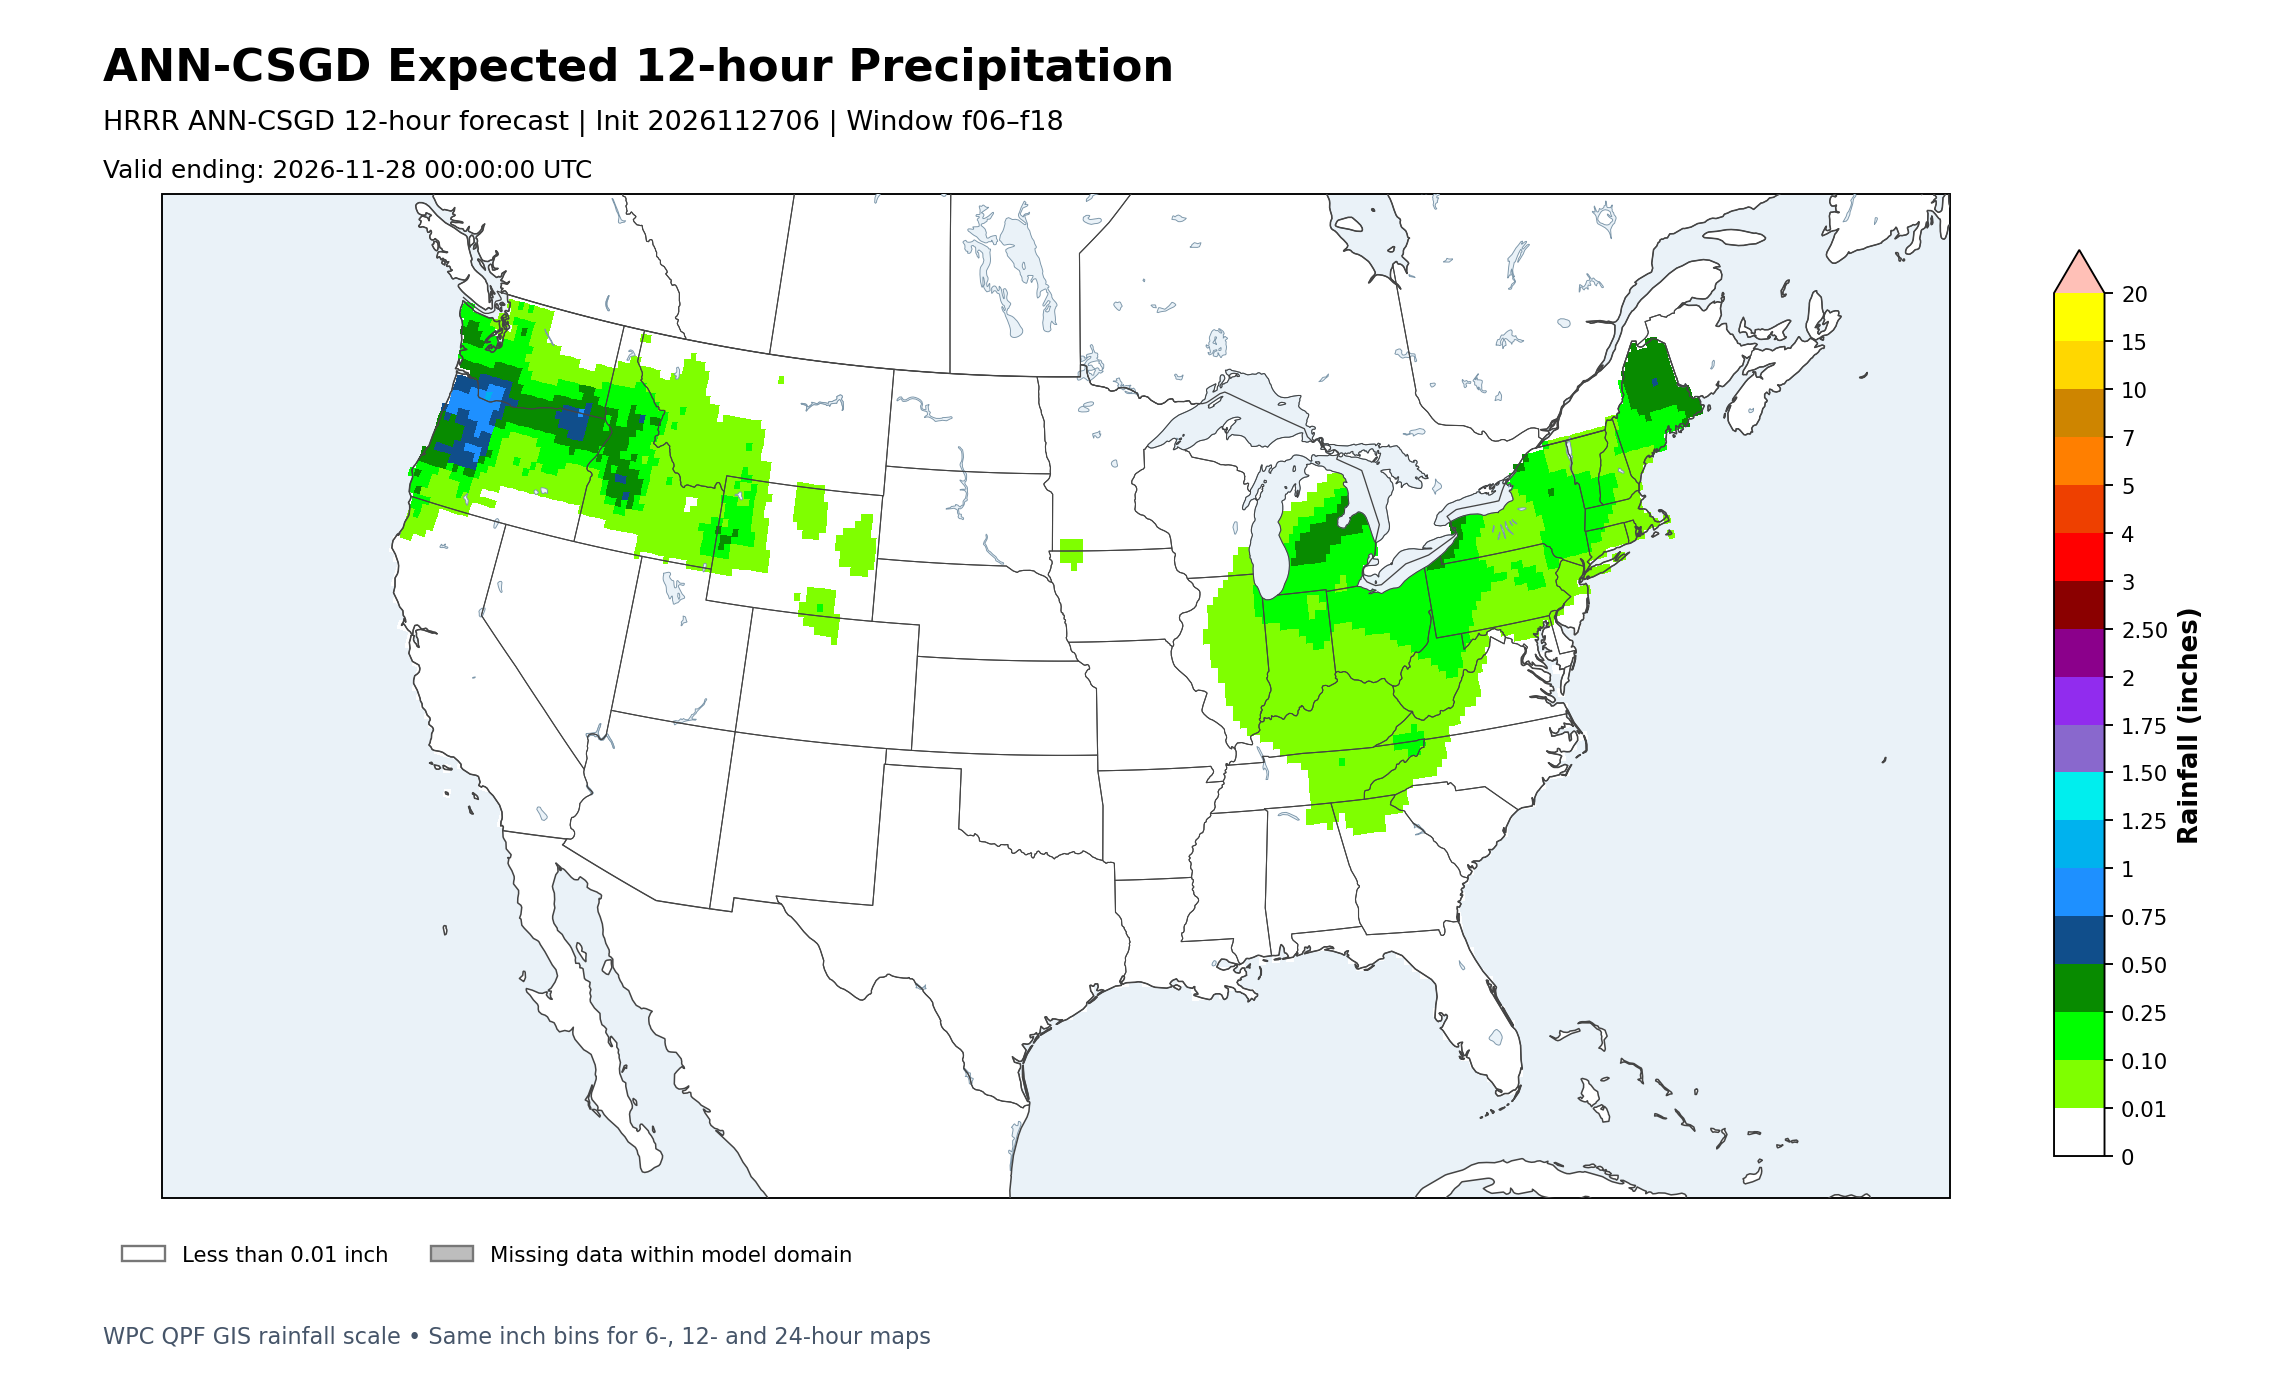 ANN-CSGD Expected 12-hour Precipitation
HRRR ANN-CSGD 12-hour forecast | Init 2026112706 | Window f06–f18
Valid ending: 2026-11-28 00:00:00 UTC
20
15
10
7
5
4
3
2.50
2
1.75
1.50
1.25
1
0.75
0.50
0.25
0.10
0.01
0
Rainfall (inches)
Less than 0.01 inch
Missing data within model domain
WPC QPF GIS rainfall scale • Same inch bins for 6-, 12- and 24-hour maps